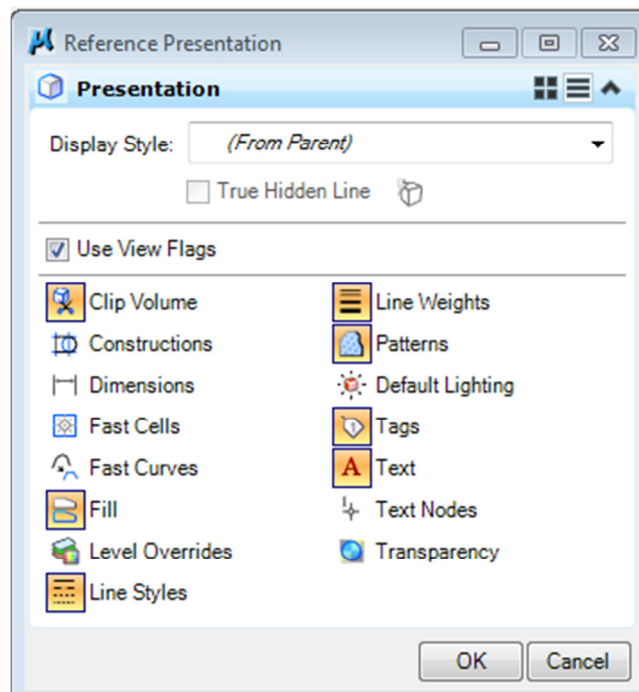 Reference Presentation
Presentation
Display Style: (From Parent)
True Hidden Line
Use View Flags
Clip Volume Line Weights
Constructions Patterns
Dimensions Default Lighting
Fast Cells Tags
Fast Curves A Text
Fill Text Nodes
Level Overrides Transparency
Line Styles
OK Cancel